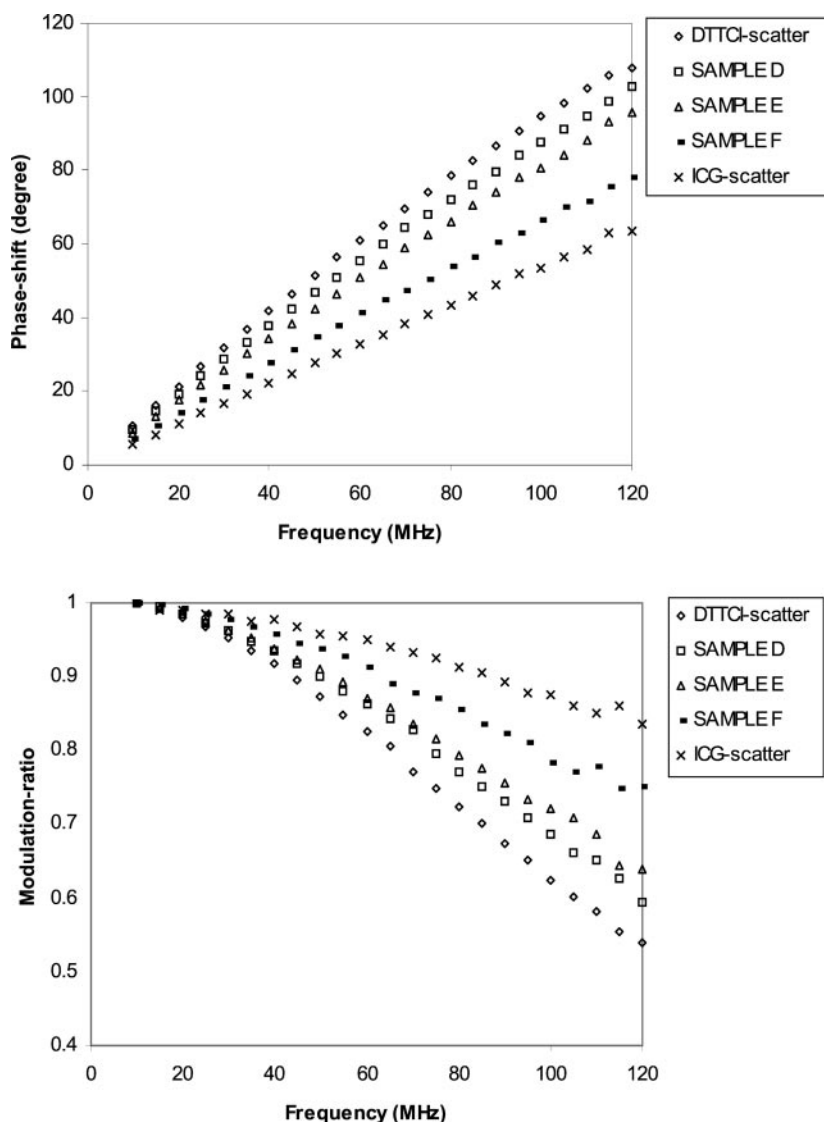 120
100
80
60
40
20
0
Phase-shift (degree)
0 20 40 60 80 100 120
Frequency (MHz)
DTTCI-scatter
SAMPLE D
SAMPLE E
SAMPLE F
ICG-scatter
1
0.9
0.8
0.7
0.6
0.5
0.4
Modulation-ratio
0 20 40 60 80 100 120
Frequency (MHz)
DTTCI-scatter
SAMPLE D
SAMPLE E
SAMPLE F
ICG-scatter